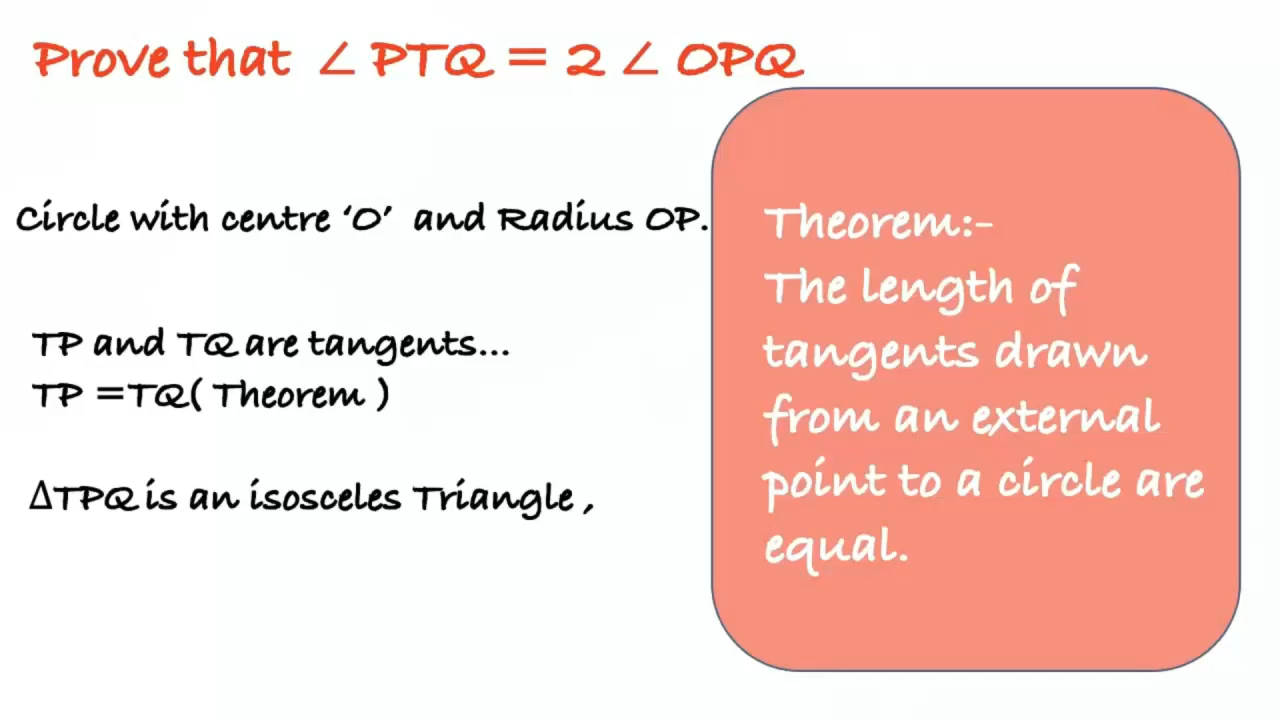 Prove that ∠ PTQ = 2 ∠ OPQ
Circle with centre ‘O’ and Radius OP.
TP and TQ are tangents...
TP =TQ( Theorem )
ΔTPQ is an isosceles Triangle ,
Theorem:-
The length of
tangents drawn
from an external
point to a circle are
equal.